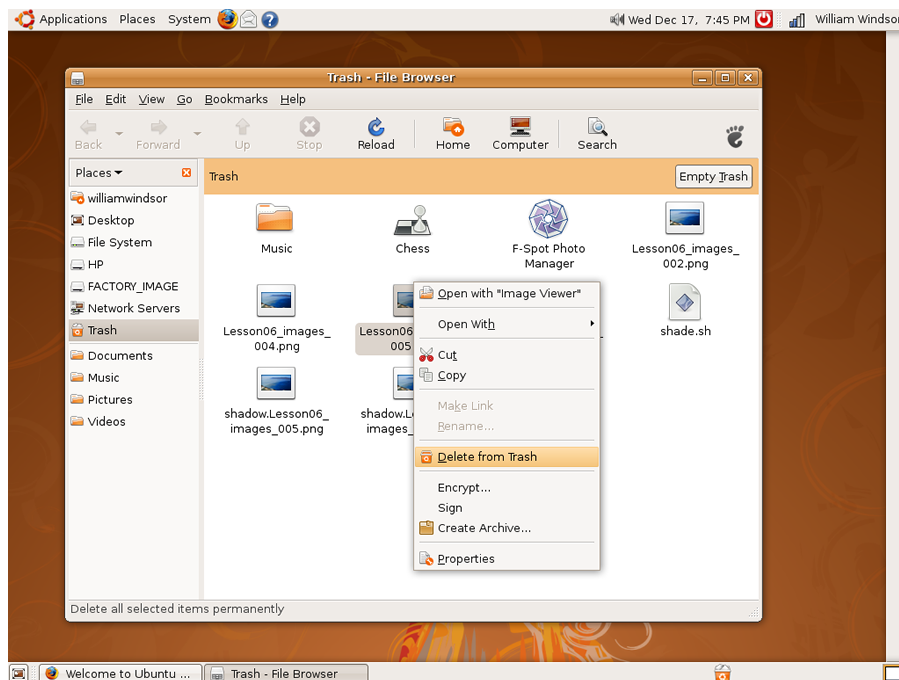 Applications Places System Wed Dec 17, 7:45 PM William Windsor
Trash - File Browser
File Edit View Go Bookmarks Help
Back Forward Up Stop Reload Home Computer Search
Places Trash Empty Trash
williamwindsor
Desktop
File System
HP
FACTORY_IMAGE
Network Servers
Trash
Documents
Music
Pictures
Videos
Music
Chess
F-Spot Photo
Manager
Lesson06_images_
002.png
Lesson06_images_
004.png
Lesson06
005
shade.sh
shadow.Lesson06_
images_005.png
shadow.L
images_
Open with "Image Viewer"
Open With
Cut
Copy
Make Link
Rename...
Delete from Trash
Encrypt...
Sign
Create Archive...
Properties
Delete all selected items permanently
Welcome to Ubuntu ... Trash - File Browser